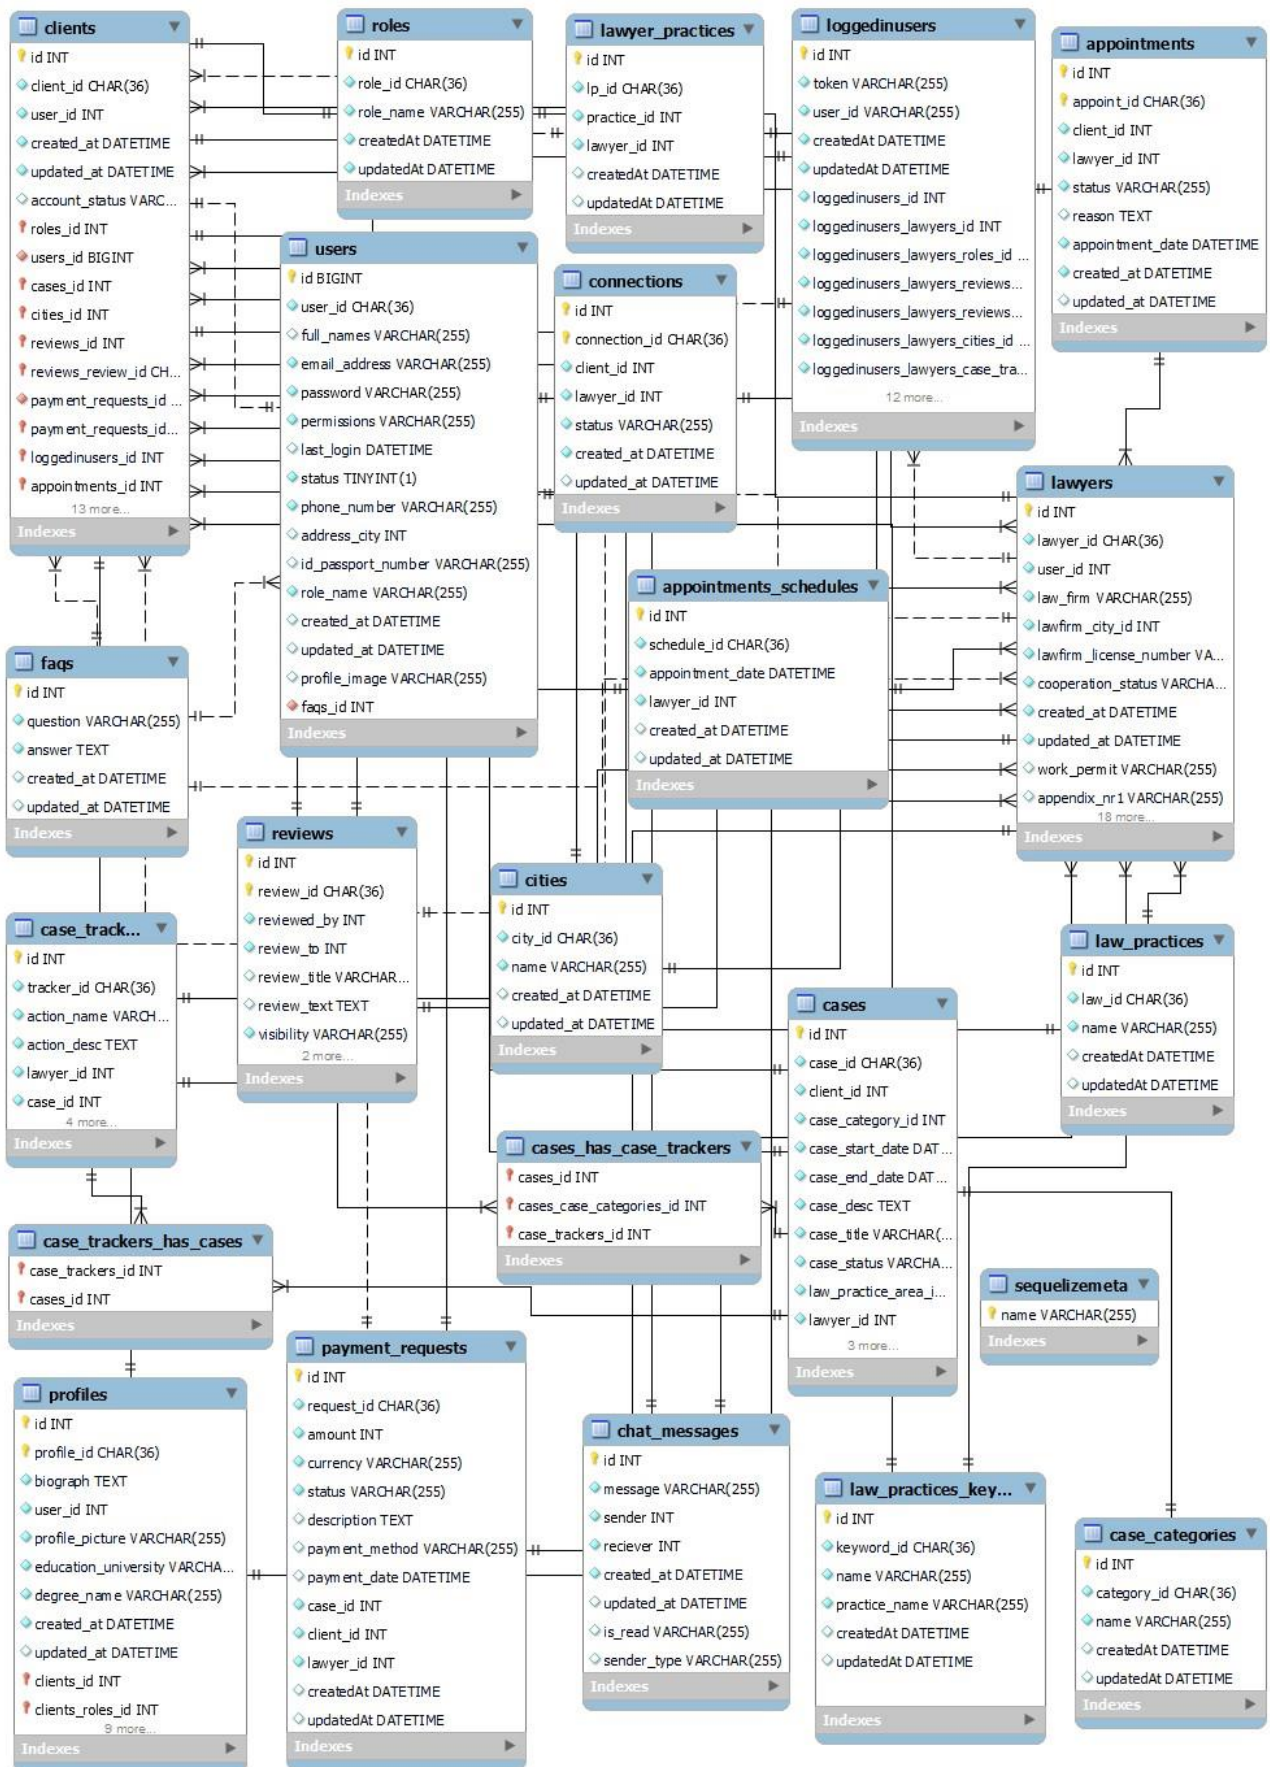 clients
id INT
client_id CHAR(36)
user_id INT
created_at DATETIME
updated_at DATETIME
account_status VARC...
roles_id INT
users_id BIGINT
cases_id INT
cities_id INT
reviews_id INT
reviews_review_id CH...
payment_requests_id ...
payment_requests_id...
loggedinusers_id INT
appointments_id INT
13 more...
Indexes
roles
id INT
role_id CHAR(36)
role_name VARCHAR(255)
createdAt DATETIME
updatedAt DATETIME
Indexes
lawyer_practices
id INT
lp_id CHAR(36)
practice_id INT
lawyer_id INT
createdAt DATETIME
updatedAt DATETIME
Indexes
loggedinusers
id INT
token VARCHAR(255)
user_id VARCHAR(255)
createdAt DATETIME
updatedAt DATETIME
loggedinusers_id INT
loggedinusers_lawyers_id INT
loggedinusers_lawyers_roles_id ...
loggedinusers_lawyers_reviews...
loggedinusers_lawyers_reviews...
loggedinusers_lawyers_cities_id ...
loggedinusers_lawyers_case_tra...
12 more...
Indexes
appointments
id INT
appoint_id CHAR(36)
client_id INT
lawyer_id INT
status VARCHAR(255)
reason TEXT
appointment_date DATETIME
created_at DATETIME
updated_at DATETIME
Indexes
users
id BIGINT
user_id CHAR(36)
full_names VARCHAR(255)
email_address VARCHAR(255)
password VARCHAR(255)
permissions VARCHAR(255)
last_login DATETIME
status TINYINT(1)
phone_number VARCHAR(255)
address_city INT
id_passport_number VARCHAR(255)
role_name VARCHAR(255)
created_at DATETIME
updated_at DATETIME
profile_image VARCHAR(255)
faqs_id INT
Indexes
connections
id INT
connection_id CHAR(36)
client_id INT
lawyer_id INT
status VARCHAR(255)
created_at DATETIME
updated_at DATETIME
Indexes
lawyers
id INT
lawyer_id CHAR(36)
user_id INT
law_firm VARCHAR(255)
lawfirm_city_id INT
lawfirm_license_number VA...
cooperation_status VARCHA...
created_at DATETIME
updated_at DATETIME
work_permit VARCHAR(255)
appendix_nr1 VARCHAR(255)
18 more...
Indexes
appointments_schedules
id INT
schedule_id CHAR(36)
appointment_date DATETIME
lawyer_id INT
created_at DATETIME
updated_at DATETIME
Indexes
faqs
id INT
question VARCHAR(255)
answer TEXT
created_at DATETIME
updated_at DATETIME
Indexes
reviews
id INT
review_id CHAR(36)
reviewed_by INT
review_to INT
review_title VARCHAR...
review_text TEXT
visibility VARCHAR(255)
2 more...
Indexes
cities
id INT
city_id CHAR(36)
name VARCHAR(255)
created_at DATETIME
updated_at DATETIME
Indexes
case_track...
id INT
tracker_id CHAR(36)
action_name VARCH...
action_desc TEXT
lawyer_id INT
case_id INT
4 more...
Indexes
law_practices
id INT
law_id CHAR(36)
name VARCHAR(255)
createdAt DATETIME
updatedAt DATETIME
Indexes
cases
id INT
case_id CHAR(36)
client_id INT
case_category_id INT
case_start_date DAT...
case_end_date DAT...
case_desc TEXT
case_title VARCHAR(...
case_status VARCHA...
law_practice_area_i...
lawyer_id INT
3 more...
Indexes
cases_has_case_trackers
cases_id INT
cases_case_categories_id INT
case_trackers_id INT
Indexes
case_trackers_has_cases
case_trackers_id INT
cases_id INT
Indexes
sequelizemeta
name VARCHAR(255)
Indexes
payment_requests
id INT
request_id CHAR(36)
amount INT
currency VARCHAR(255)
status VARCHAR(255)
description TEXT
payment_method VARCHAR(255)
payment_date DATETIME
case_id INT
client_id INT
lawyer_id INT
createdAt DATETIME
updatedAt DATETIME
Indexes
profiles
id INT
profile_id CHAR(36)
biograph TEXT
user_id INT
profile_picture VARCHAR(255)
education_university VARCHA...
degree_name VARCHAR(255)
created_at DATETIME
updated_at DATETIME
clients_id INT
clients_roles_id INT
9 more...
Indexes
chat_messages
id INT
message VARCHAR(255)
sender INT
reciever INT
created_at DATETIME
updated_at DATETIME
is_read VARCHAR(255)
sender_type VARCHAR(255)
Indexes
law_practices_key...
id INT
keyword_id CHAR(36)
name VARCHAR(255)
practice_name VARCHAR(255)
createdAt DATETIME
updatedAt DATETIME
Indexes
case_categories
id INT
category_id CHAR(36)
name VARCHAR(255)
createdAt DATETIME
updatedAt DATETIME
Indexes